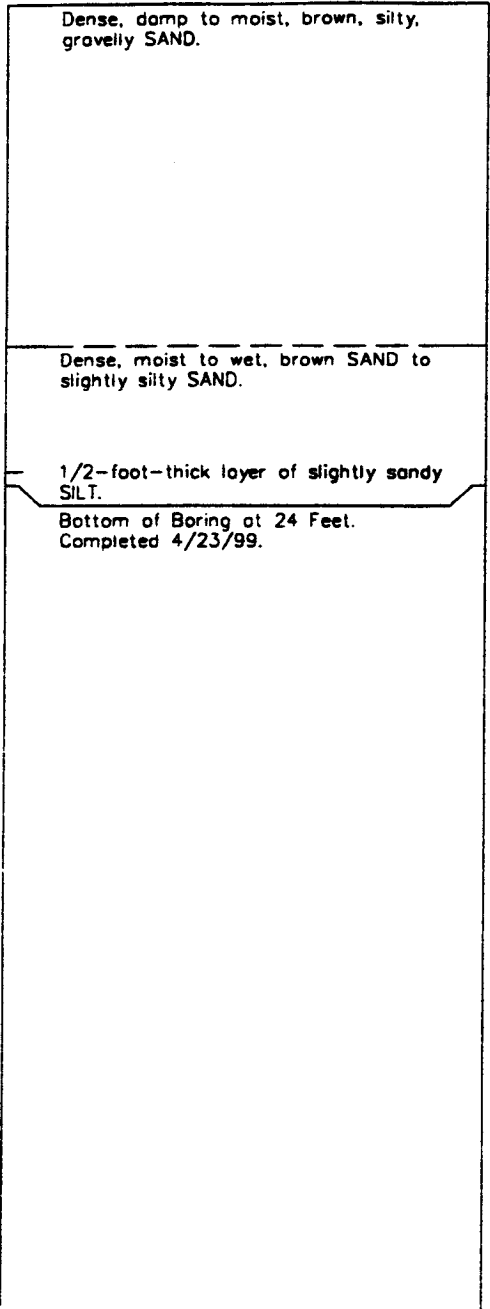 Dense, damp to moist, brown, silty,
gravelly SAND.
Dense, moist to wet, brown SAND to
slightly silty SAND.
1/2-foot-thick layer of slightly sandy
SILT.
Bottom of Boring at 24 Feet.
Completed 4/23/99.